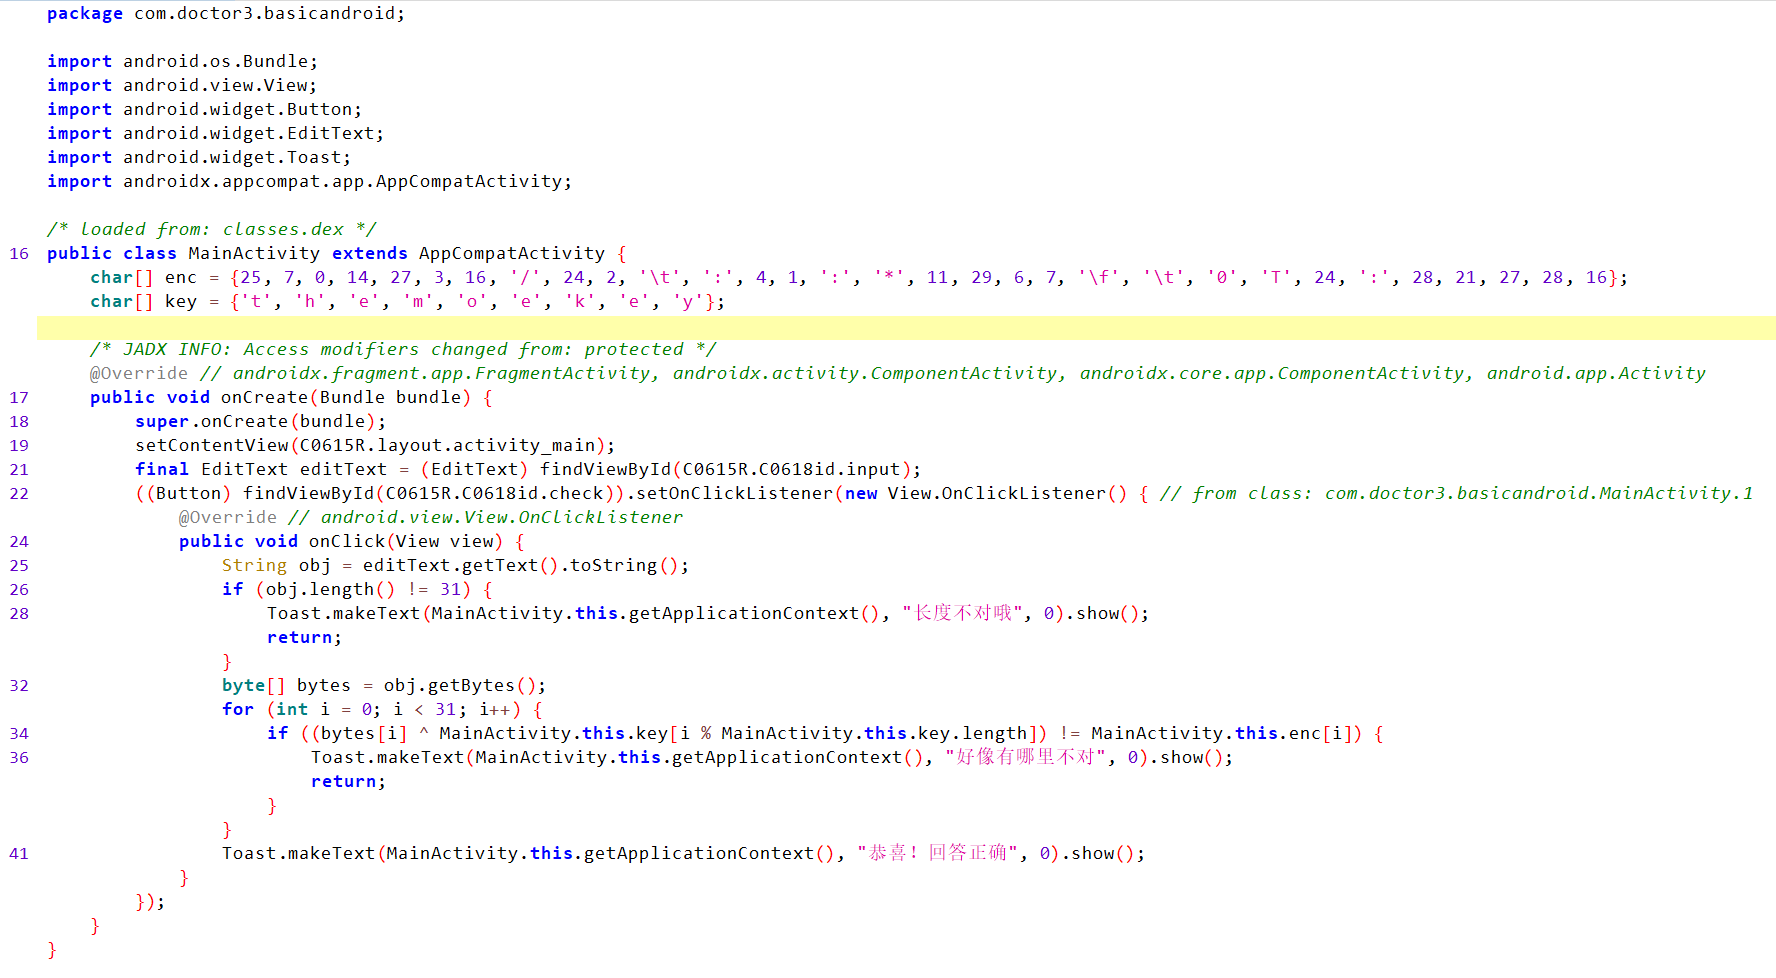 package com.doctor3.basicandroid;
import android.os.Bundle;
import android.view.View;
import android.widget.Button;
import android.widget.EditText;
import android.widget.Toast;
import androidx.appcompat.app.AppCompatActivity;
/* loaded from: classes.dex */
16 public class MainActivity extends AppCompatActivity {
char[] enc = {25, 7, 0, 14, 27, 3, 16, '/', 24, 2, '\t', ':', 4, 1, ':', '*', 11, 29, 6, 7, '\f', '\t', '0', 'T', 24, ':', 28, 21, 27, 28, 16};
char[] key = {'t', 'h', 'e', 'm', 'o', 'e', 'k', 'e', 'y'};
/* JADX INFO: Access modifiers changed from: protected */
@Override // androidx.fragment.app.FragmentActivity, androidx.activity.ComponentActivity, androidx.core.app.ComponentActivity, android.app.Activity
17 public void onCreate(Bundle bundle) {
18 super.onCreate(bundle);
19 setContentView(C0615R.layout.activity_main);
21 final EditText editText = (EditText) findViewById(C0615R.C0618id.input);
22 ((Button) findViewById(C0615R.C0618id.check)).setOnClickListener(new View.OnClickListener() { // from class: com.doctor3.basicandroid.MainActivity.1
@Override // android.view.View.OnClickListener
24 public void onClick(View view) {
25 String obj = editText.getText().toString();
26 if (obj.length() != 31) {
28 Toast.makeText(MainActivity.this.getApplicationContext(), "长度不对哦", 0).show();
return;
}
32 byte[] bytes = obj.getBytes();
for (int i = 0; i < 31; i++) {
34 if ((bytes[i] ^ MainActivity.this.key[i % MainActivity.this.key.length]) != MainActivity.this.enc[i]) {
36 Toast.makeText(MainActivity.this.getApplicationContext(), "好像有哪里不对", 0).show();
return;
}
}
41 Toast.makeText(MainActivity.this.getApplicationContext(), "恭喜！回答正确", 0).show();
}
});
}
}